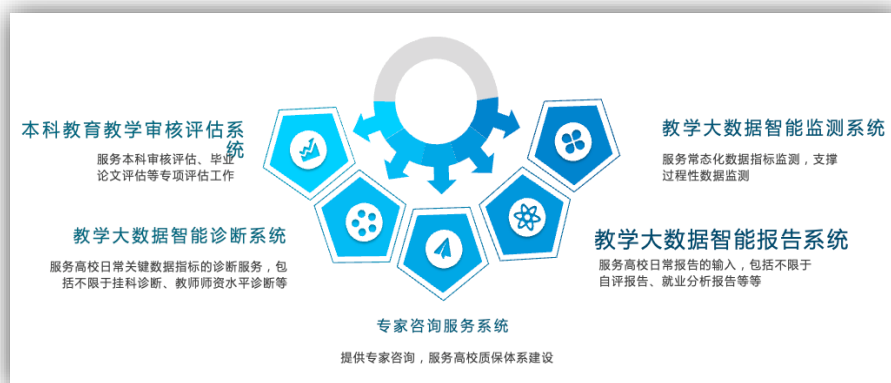 本科教育教学审核评估系
统
服务本科审核评估、毕业
论文评估等专项评估工作
教学大数据智能诊断系统
服务高校日常关键数据指标的诊断服务，包
括不限于挂科诊断、教师师资水平诊断等
专家咨询服务系统
提供专家咨询，服务高校质保体系建设
教学大数据智能监测系统
服务常态化数据指标监测，支撑
过程性数据监测
教学大数据智能报告系统
服务高校日常报告的输入，包括不限于
自评报告、就业分析报告等等